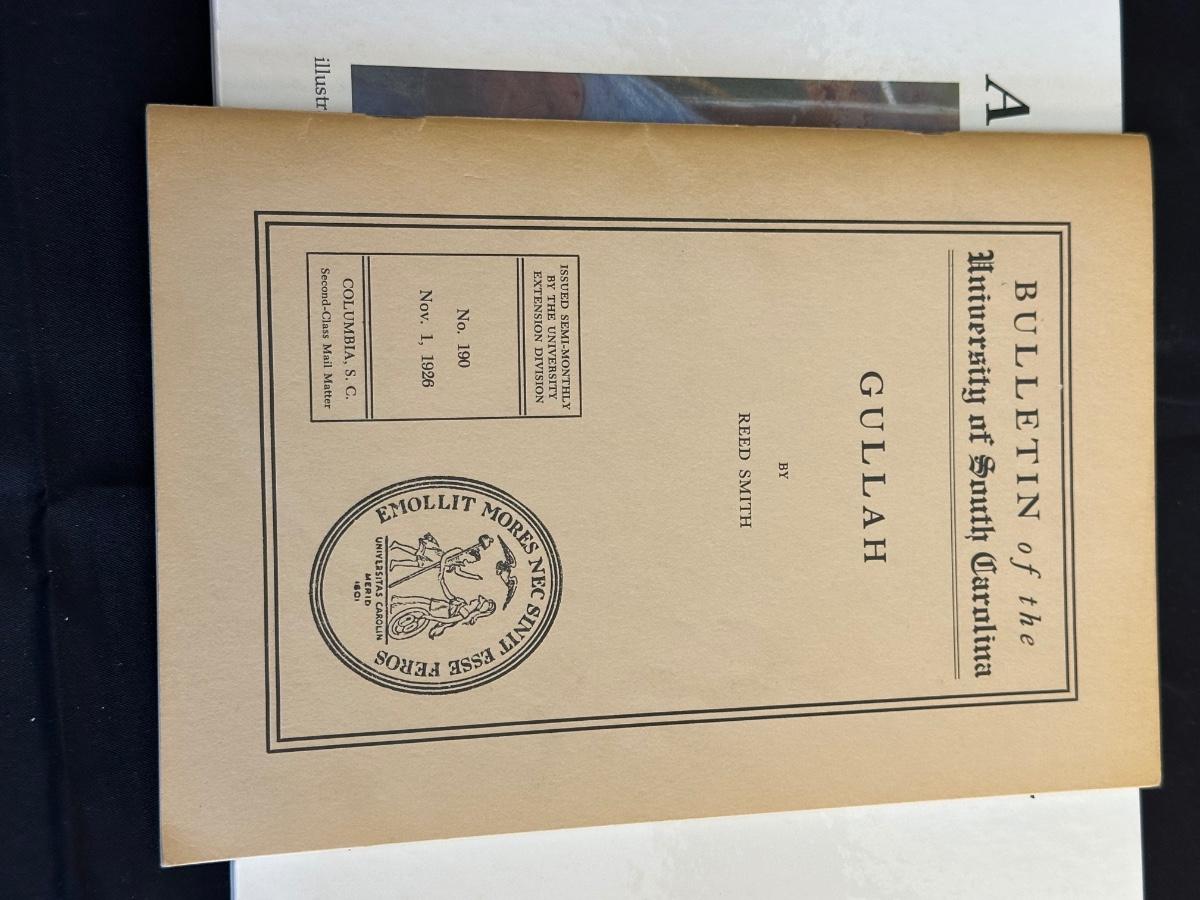 BULLETIN of the
University of South Carolina
GULLAH
BY
REED SMITH
ISSUED SEMI-MONTHLY
BY THE UNIVERSITY
EXTENSION DIVISION
No. 190
Nov. 1, 1926
COLUMBIA, S. C.
Second-Class Mail Matter
EMOLLIT MORES NEC SINIT ESSE FEROS
UNIVERSITAS CAROLIN
MERID
1801
A
illustr